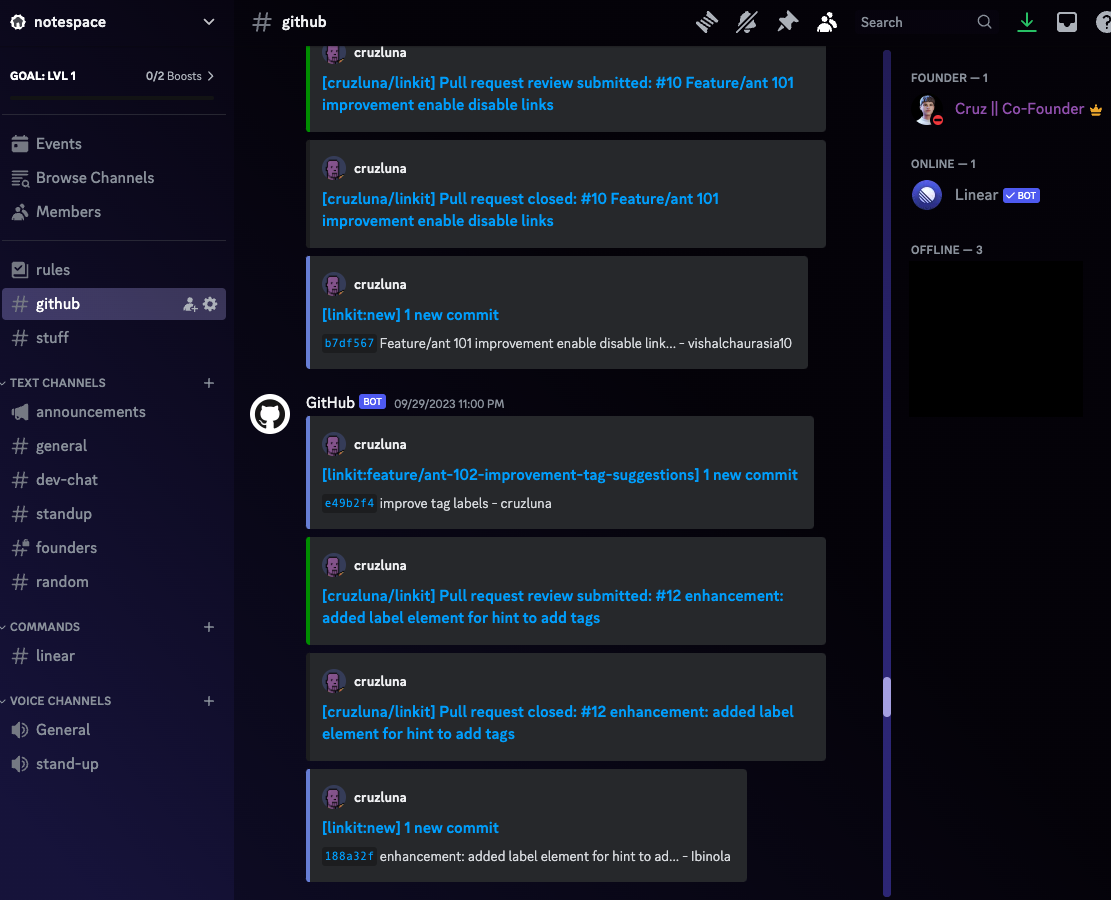 notespace
GOAL: LVL 1
0/2 Boosts
Events
Browse Channels
Members
rules
github
stuff
TEXT CHANNELS
announcements
general
dev-chat
standup
founders
random
COMMANDS
linear
VOICE CHANNELS
General
stand-up
github
Search
cruzluna
[cruzluna/linkit] Pull request review submitted: #10 Feature/ant 101
improvement enable disable links
cruzluna
[cruzluna/linkit] Pull request closed: #10 Feature/ant 101
improvement enable disable links
cruzluna
[linkit:new] 1 new commit
b7df567 Feature/ant 101 improvement enable disable link... - vishalchaurasia10
GitHub BOT 09/29/2023 11:00 PM
cruzluna
[linkit:feature/ant-102-improvement-tag-suggestions] 1 new commit
e49b2f4 improve tag labels - cruzluna
cruzluna
[cruzluna/linkit] Pull request review submitted: #12 enhancement:
added label element for hint to add tags
cruzluna
[cruzluna/linkit] Pull request closed: #12 enhancement: added label
element for hint to add tags
cruzluna
[linkit:new] 1 new commit
188a32f enhancement: added label element for hint to ad... - Ibinola
FOUNDER — 1
Cruz || Co-Founder
ONLINE — 1
Linear BOT
OFFLINE — 3